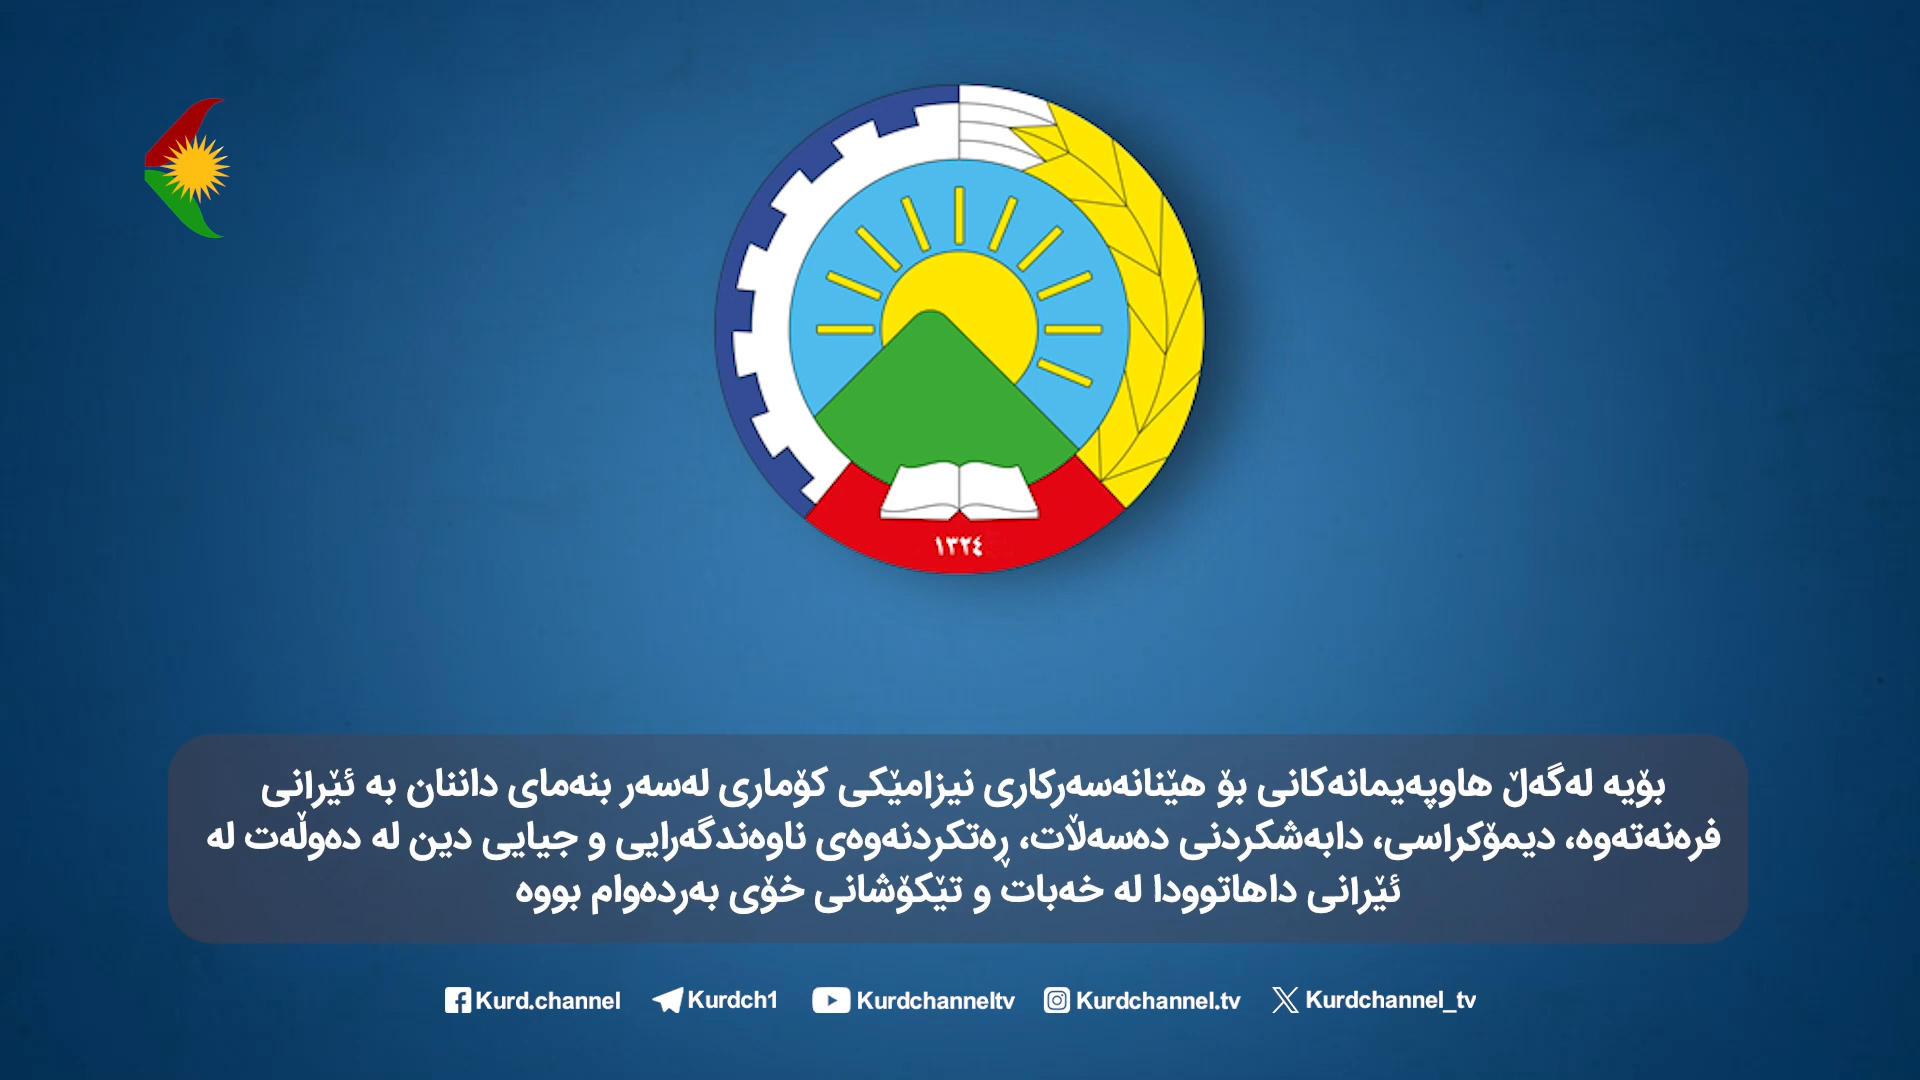 ١٣٢٤
بۆیە لەگەڵ هاوپەیمانەکانی بۆ هێنانەسەرکاری نیزامێکی کۆماری لەسەر بنەمای داننان بە ئێرانی
فرەنەتەوە، دیمۆکراسی، دابەشکردنی دەسەڵات، ڕەتکردنەوەی ناوەندگەرایی و جیایی دین لە دەوڵەت لە
ئێرانی داهاتوودا لە خەبات و تێکۆشانی خۆی بەردەوام بووە
Kurd.channel Kurdch1 Kurdchanneltv Kurdchannel.tv Kurdchannel_tv